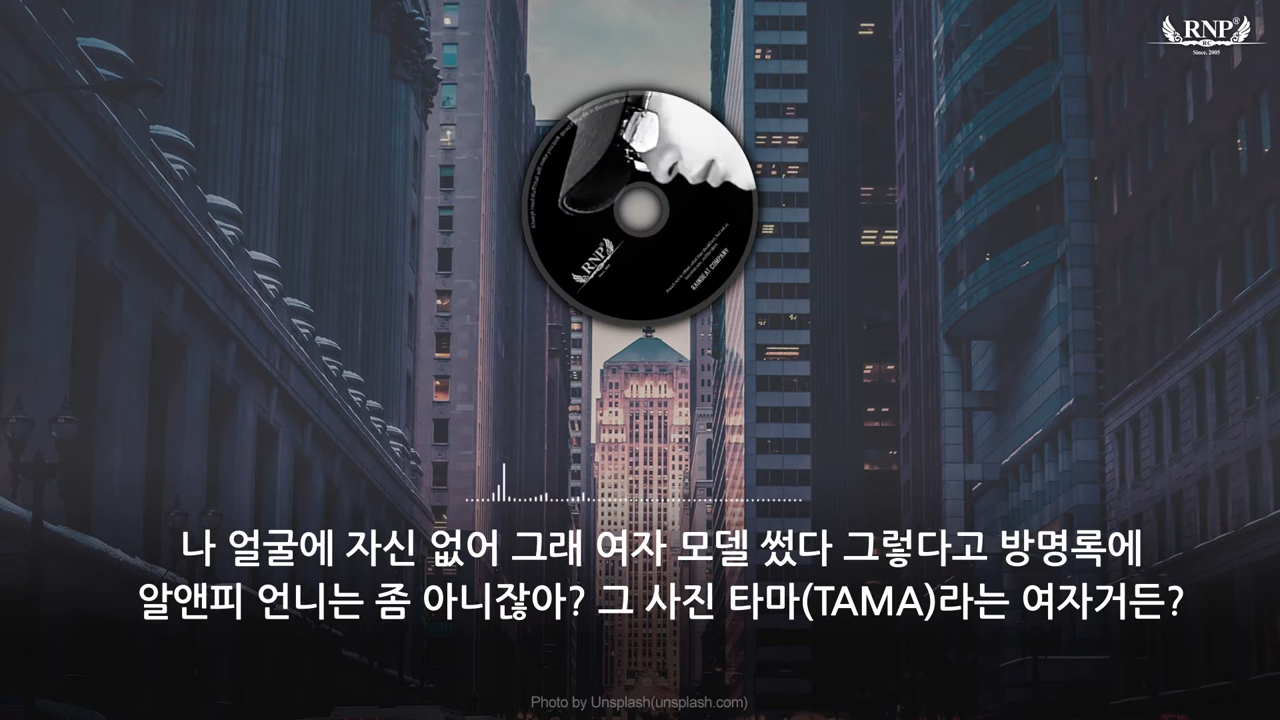 RNP®
RC
Since. 2005
RNP®
RAINBEAT COMPANY
나 얼굴에 자신 없어 그래 여자 모델 썼다 그렇다고 방명록에
알앤피 언니는 좀 아니잖아? 그 사진 타마(TAMA)라는 여자거든?
Photo by Unsplash(unsplash.com)